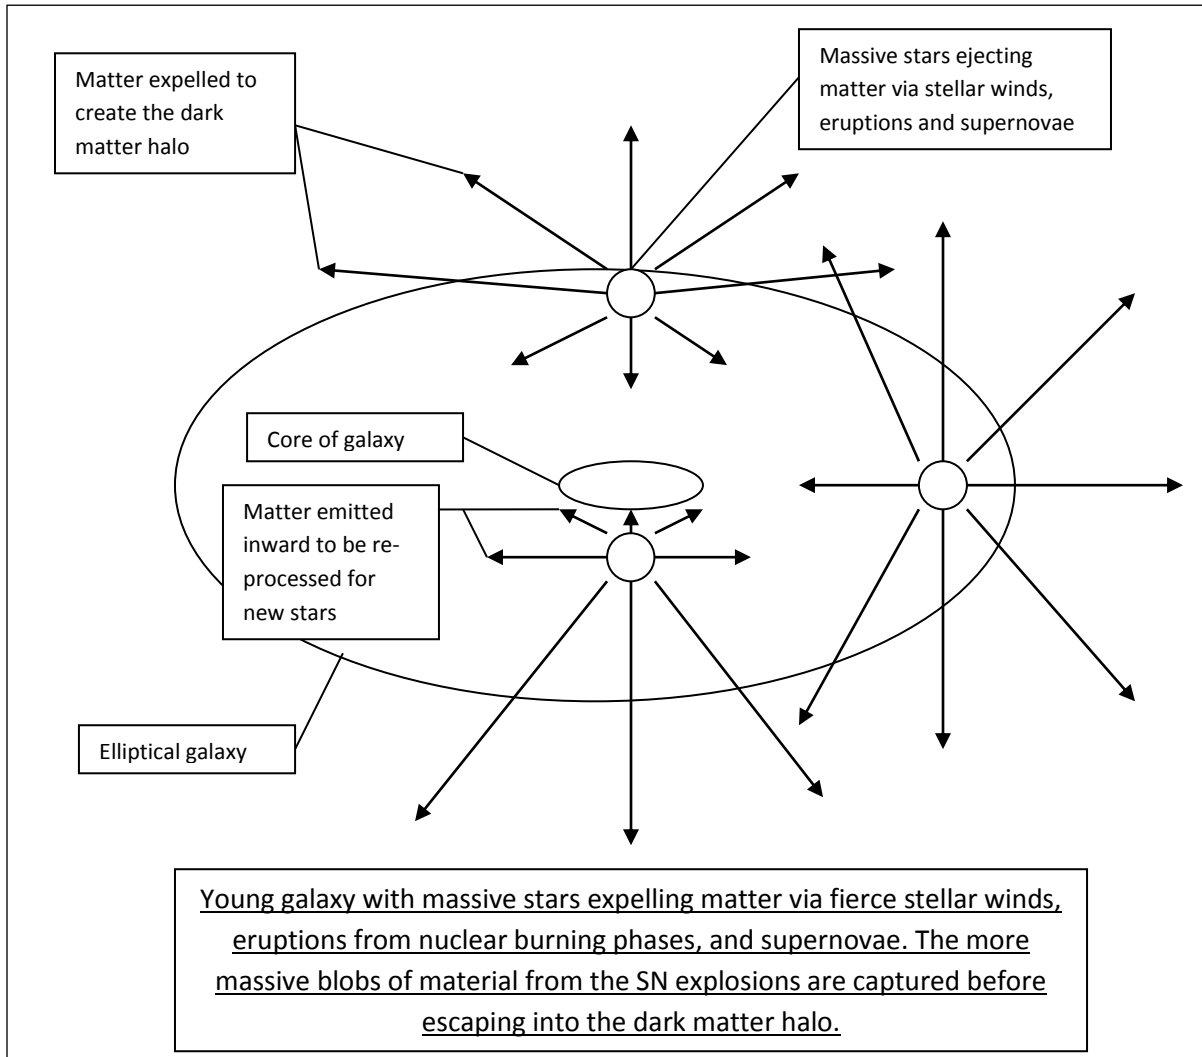 Matter expelled to
create the dark
matter halo
Massive stars ejecting
matter via stellar winds,
eruptions and supernovae
Core of galaxy
Matter emitted
inward to be re-
processed for
new stars
Elliptical galaxy
Young galaxy with massive stars expelling matter via fierce stellar winds,
eruptions from nuclear burning phases, and supernovae. The more
massive blobs of material from the SN explosions are captured before
escaping into the dark matter halo.